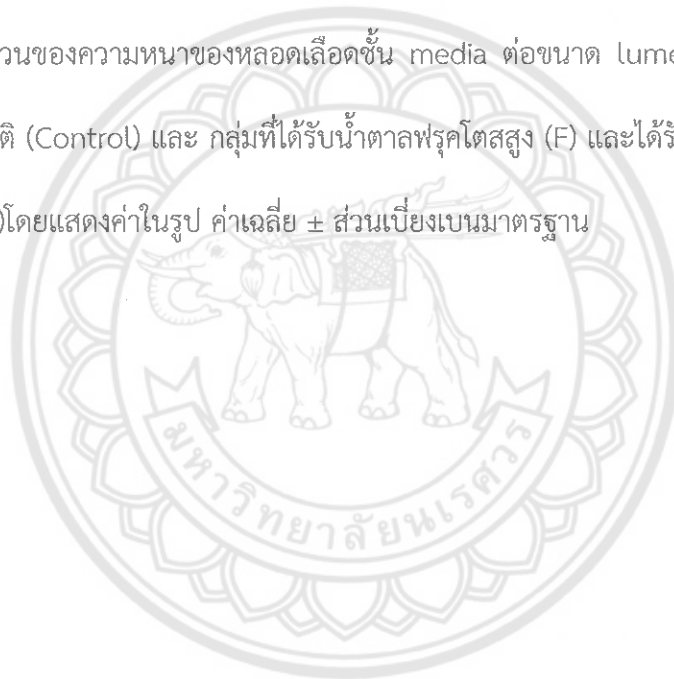 วนของความหนาของหลอดเลือดชั้น media ต่อขนาด lume
ติ (Control) และ กลุ่มที่ได้รับน้ำตาลฟรุคโตสสูง (F) และได้รั
)โดยแสดงค่าในรูป ค่าเฉลี่ย ± ส่วนเบี่ยงเบนมาตรฐาน
มหาวิทยาลัยนเรศวร